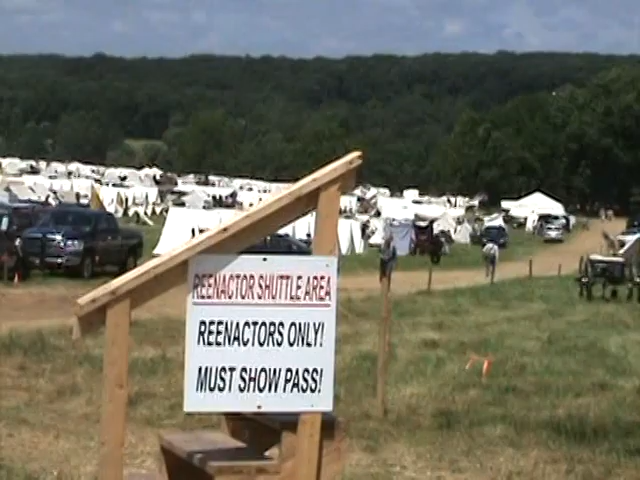 REENACTOR SHUTTLE AREA
REENACTORS ONLY!
MUST SHOW PASS!